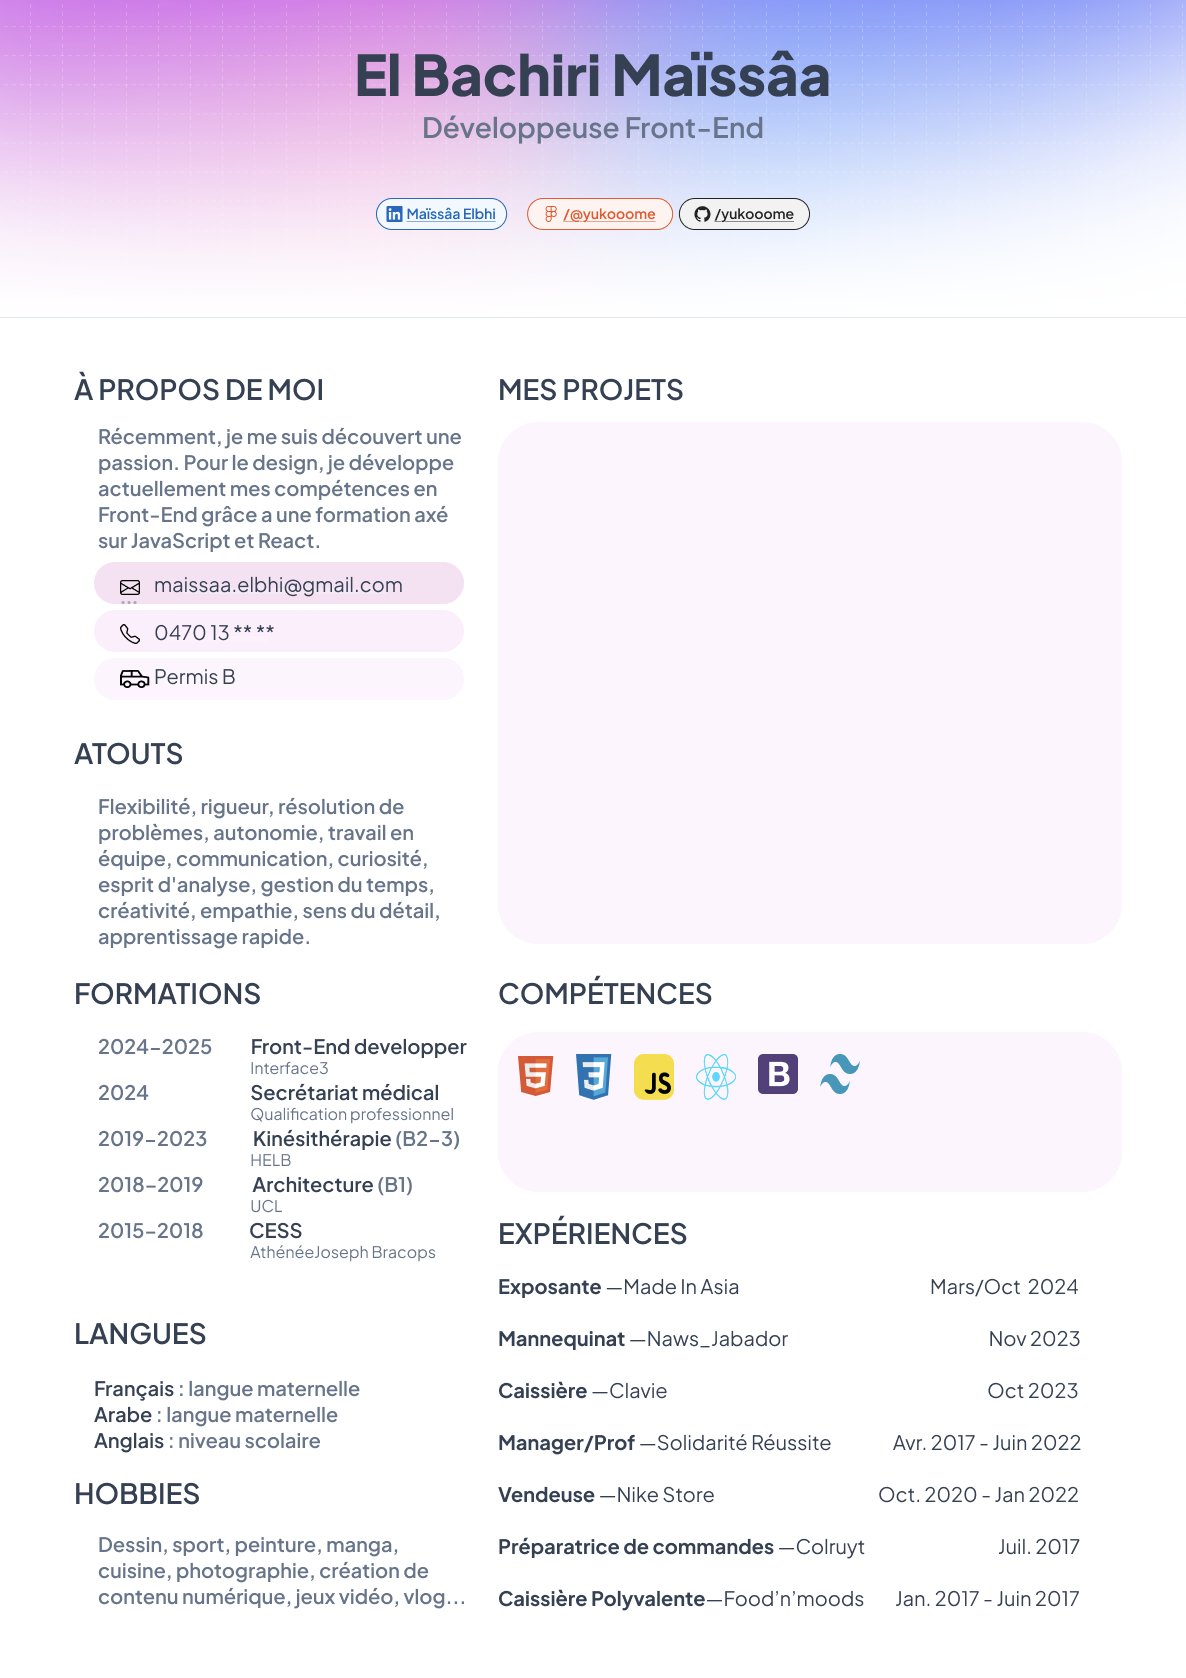 El Bachiri Maïssâa
Développeuse Front-End
Maïssâa Elbhi
/@yukooome
/yukooome
À PROPOS DE MOI
Récemment, je me suis découvert une
passion. Pour le design, je développe
actuellement mes compétences en
Front-End grâce a une formation axé
sur JavaScript et React.
maissaa.elbhi@gmail.com
0470 13 ** **
Permis B
ATOUTS
Flexibilité, rigueur, résolution de
problèmes, autonomie, travail en
équipe, communication, curiosité,
esprit d'analyse, gestion du temps,
créativité, empathie, sens du détail,
apprentissage rapide.
FORMATIONS
2024-2025 Front-End developper
Interface3
2024 Secrétariat médical
Qualification professionnel
2019-2023 Kinésithérapie (B2-3)
HELB
2018-2019 Architecture (B1)
UCL
2015-2018 CESS
AthénéeJoseph Bracops
LANGUES
Français : langue maternelle
Arabe : langue maternelle
Anglais : niveau scolaire
HOBBIES
Dessin, sport, peinture, manga,
cuisine, photographie, création de
contenu numérique, jeux vidéo, vlog...
MES PROJETS
COMPÉTENCES
5 3 JS B
EXPÉRIENCES
Exposante —Made In Asia Mars/Oct 2024
Mannequinat —Naws_Jabador Nov 2023
Caissière —Clavie Oct 2023
Manager/Prof —Solidarité Réussite Avr. 2017 - Juin 2022
Vendeuse —Nike Store Oct. 2020 - Jan 2022
Préparatrice de commandes —Colruyt Juil. 2017
Caissière Polyvalente—Food’n’moods Jan. 2017 - Juin 2017